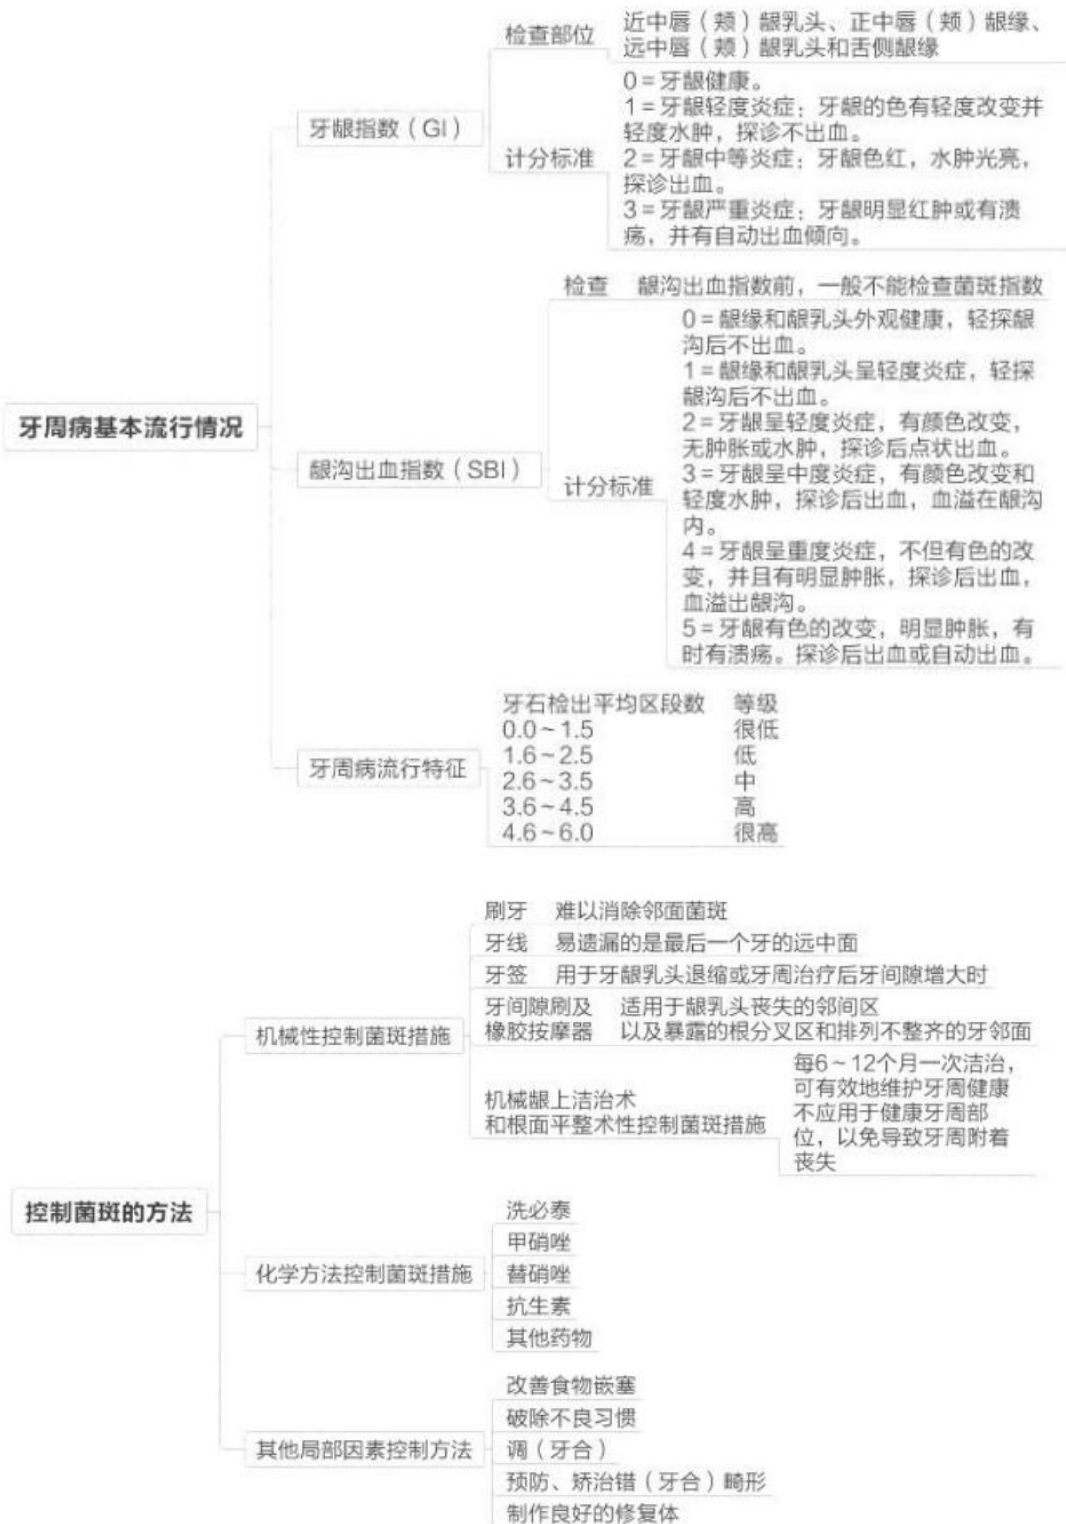 牙周病基本流行情况
牙龈指数（GI）
检查部位
近中唇（颊）龈乳头、正中唇（颊）龈缘、
远中唇（颊）龈乳头和舌侧龈缘
计分标准
0＝牙龈健康。
1＝牙龈轻度炎症；牙龈的色有轻度改变并
轻度水肿，探诊不出血。
2＝牙龈中等炎症；牙龈色红，水肿光亮，
探诊出血。
3＝牙龈严重炎症；牙龈明显红肿或有溃
疡，并有自动出血倾向。
龈沟出血指数（SBI）
检查 龈沟出血指数前，一般不能检查菌斑指数
计分标准
0＝龈缘和龈乳头外观健康，轻探龈
沟后不出血。
1＝龈缘和龈乳头呈轻度炎症，轻探
龈沟后不出血。
2＝牙龈呈轻度炎症，有颜色改变，
无肿胀或水肿，探诊后点状出血。
3＝牙龈呈中度炎症，有颜色改变和
轻度水肿，探诊后出血，血溢在龈沟
内。
4＝牙龈呈重度炎症，不但有色的改
变，并且有明显肿胀，探诊后出血，
血溢出龈沟。
5＝牙龈有色的改变，明显肿胀，有
时有溃疡。探诊后出血或自动出血。
牙周病流行特征
牙石检出平均区段数 等级
0.0～1.5 很低
1.6～2.5 低
2.6～3.5 中
3.6～4.5 高
4.6～6.0 很高
控制菌斑的方法
机械性控制菌斑措施
刷牙 难以消除邻面菌斑
牙线 易遗漏的是最后一个牙的远中面
牙签 用于牙龈乳头退缩或牙周治疗后牙间隙增大时
牙间隙刷及 适用于龈乳头丧失的邻间区
橡胶按摩器 以及暴露的根分叉区和排列不整齐的牙邻面
机械龈上洁治术
和根面平整术性控制菌斑措施
每6～12个月一次洁治，
可有效地维护牙周健康
不应用于健康牙周部
位，以免导致牙周附着
丧失
化学方法控制菌斑措施
洗必泰
甲硝唑
替硝唑
抗生素
其他药物
其他局部因素控制方法
改善食物嵌塞
破除不良习惯
调（牙合）
预防、矫治错（牙合）畸形
制作良好的修复体